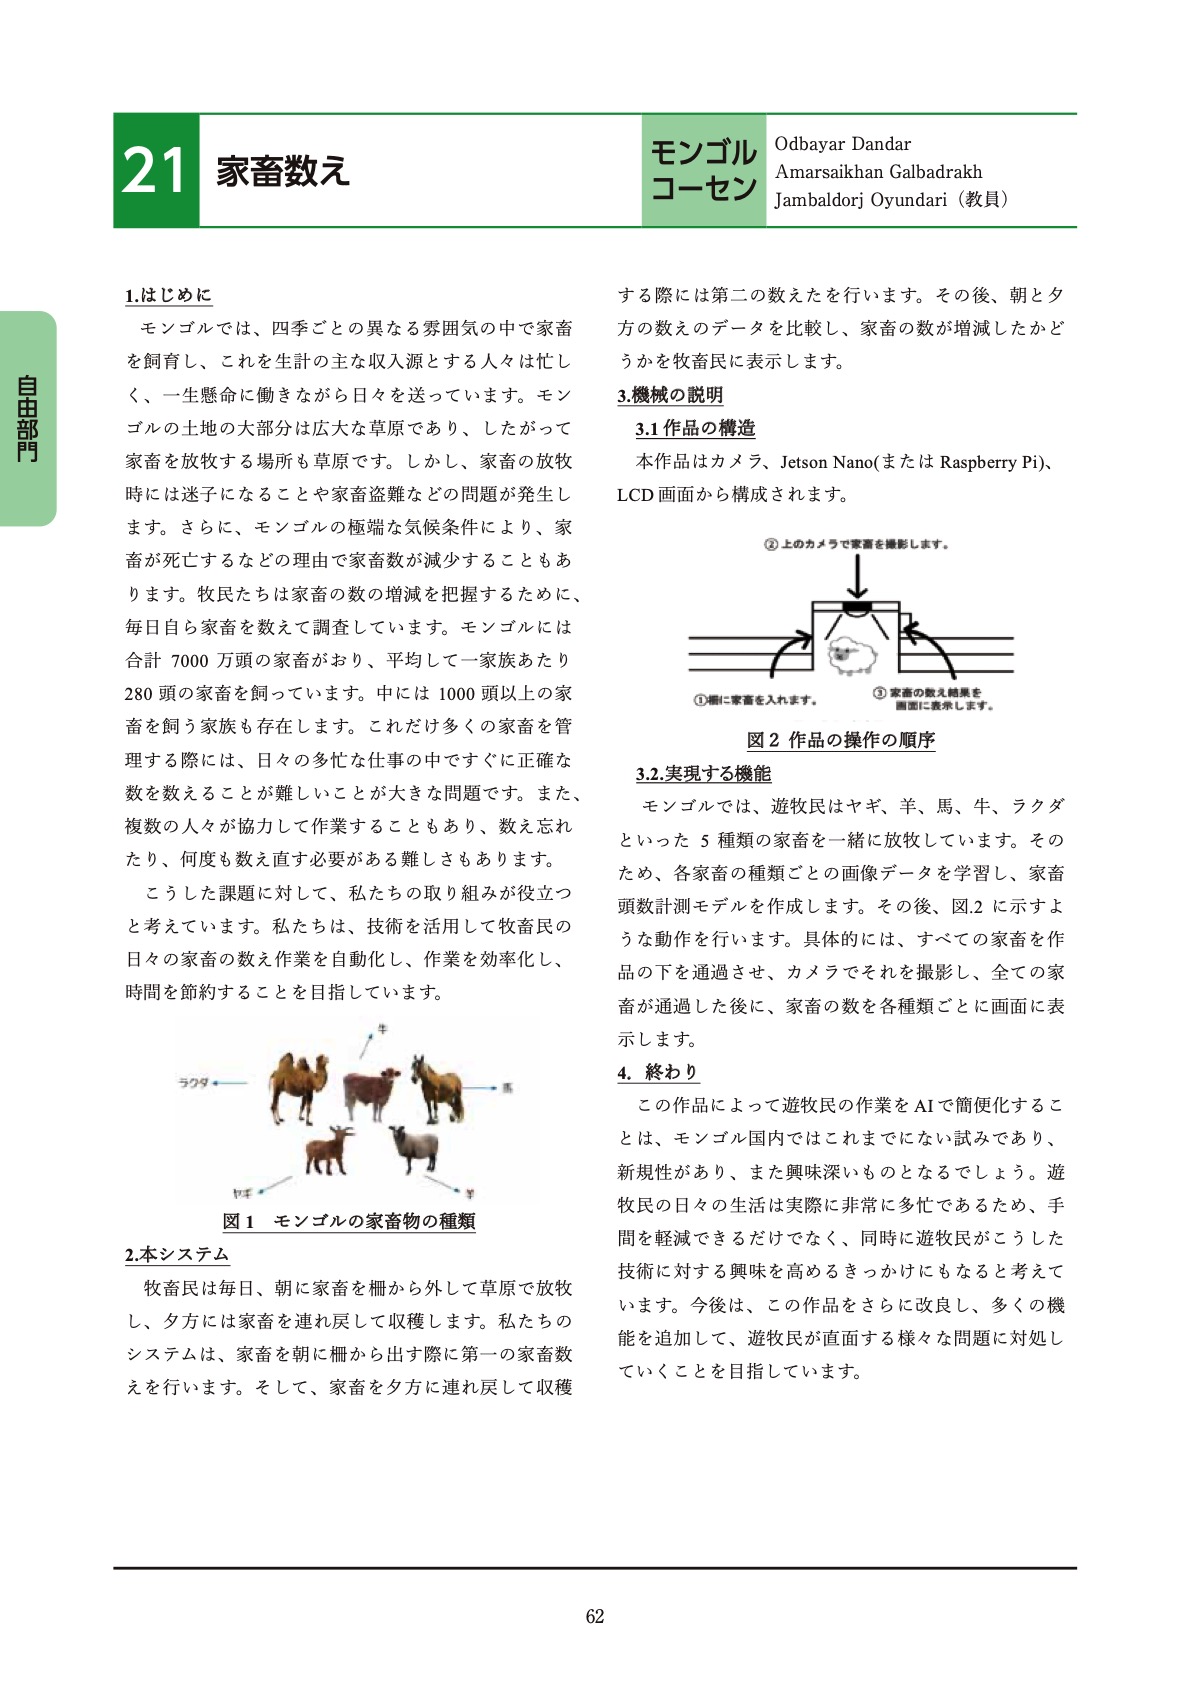 21
家畜数え
モンゴル
コーセン
Odbayar Dandar
Amarsaikhan Galbadrakh
Jambaldorj Oyundari（教員）
自由部門
1.はじめに
モンゴルでは、四季ごとの異なる雰囲気の中で家畜
を飼育し、これを生計の主な収入源とする人々は忙し
く、一生懸命に働きながら日々を送っています。モン
ゴルの土地の大部分は広大な草原であり、したがって
家畜を放牧する場所も草原です。しかし、家畜の放牧
時には迷子になることや家畜盗難などの問題が発生し
ます。さらに、モンゴルの極端な気候条件により、家
畜が死亡するなどの理由で家畜数が減少することもあ
ります。牧民たちは家畜の数の増減を把握するために、
毎日自ら家畜を数えて調査しています。モンゴルには
合計 7000 万頭の家畜がおり、平均して一家族あたり
280 頭の家畜を飼っています。中には 1000 頭以上の家
畜を飼う家族も存在します。これだけ多くの家畜を管
理する際には、日々の多忙な仕事の中ですぐに正確な
数を数えることが難しいことが大きな問題です。また、
複数の人々が協力して作業することもあり、数え忘れ
たり、何度も数え直す必要がある難しさもあります。
こうした課題に対して、私たちの取り組みが役立つ
と考えています。私たちは、技術を活用して牧畜民の
日々の家畜の数え作業を自動化し、作業を効率化し、
時間を節約することを目指しています。
牛
ラクダ
馬
ヤギ
羊
図 1　モンゴルの家畜物の種類
2.本システム
牧畜民は毎日、朝に家畜を柵から外して草原で放牧
し、夕方には家畜を連れ戻して収穫します。私たちの
システムは、家畜を朝に柵から出す際に第一の家畜数
えを行います。そして、家畜を夕方に連れ戻して収穫
する際には第二の数えたを行います。その後、朝と夕
方の数えのデータを比較し、家畜の数が増減したかど
うかを牧畜民に表示します。
3.機械の説明
3.1 作品の構造
本作品はカメラ、Jetson Nano(または Raspberry Pi)、
LCD 画面から構成されます。
② 上のカメラで家畜を撮影します。
①柵に家畜を入れます。
③ 家畜の数え結果を
画面に表示します。
図 2 作品の操作の順序
3.2.実現する機能
モンゴルでは、遊牧民はヤギ、羊、馬、牛、ラクダ
といった 5 種類の家畜を一緒に放牧しています。その
ため、各家畜の種類ごとの画像データを学習し、家畜
頭数計測モデルを作成します。その後、図.2 に示すよ
うな動作を行います。具体的には、すべての家畜を作
品の下を通過させ、カメラでそれを撮影し、全ての家
畜が通過した後に、家畜の数を各種類ごとに画面に表
示します。
4. 終わり
この作品によって遊牧民の作業を AI で簡便化するこ
とは、モンゴル国内ではこれまでにない試みであり、
新規性があり、また興味深いものとなるでしょう。遊
牧民の日々の生活は実際に非常に多忙であるため、手
間を軽減できるだけでなく、同時に遊牧民がこうした
技術に対する興味を高めるきっかけにもなると考えて
います。今後は、この作品をさらに改良し、多くの機
能を追加して、遊牧民が直面する様々な問題に対処し
ていくことを目指しています。
62